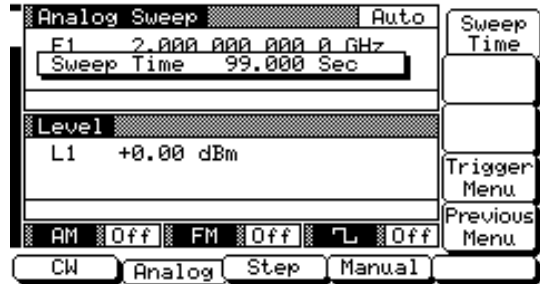 Analog Sweep Auto
F1 2.000 000 000 0 GHz
Sweep Time 99.000 Sec
Level
L1 +0.00 dBm
AM Off FM Off Off
CW Analog Step Manual
Sweep
Time
Trigger
Menu
Previous
Menu